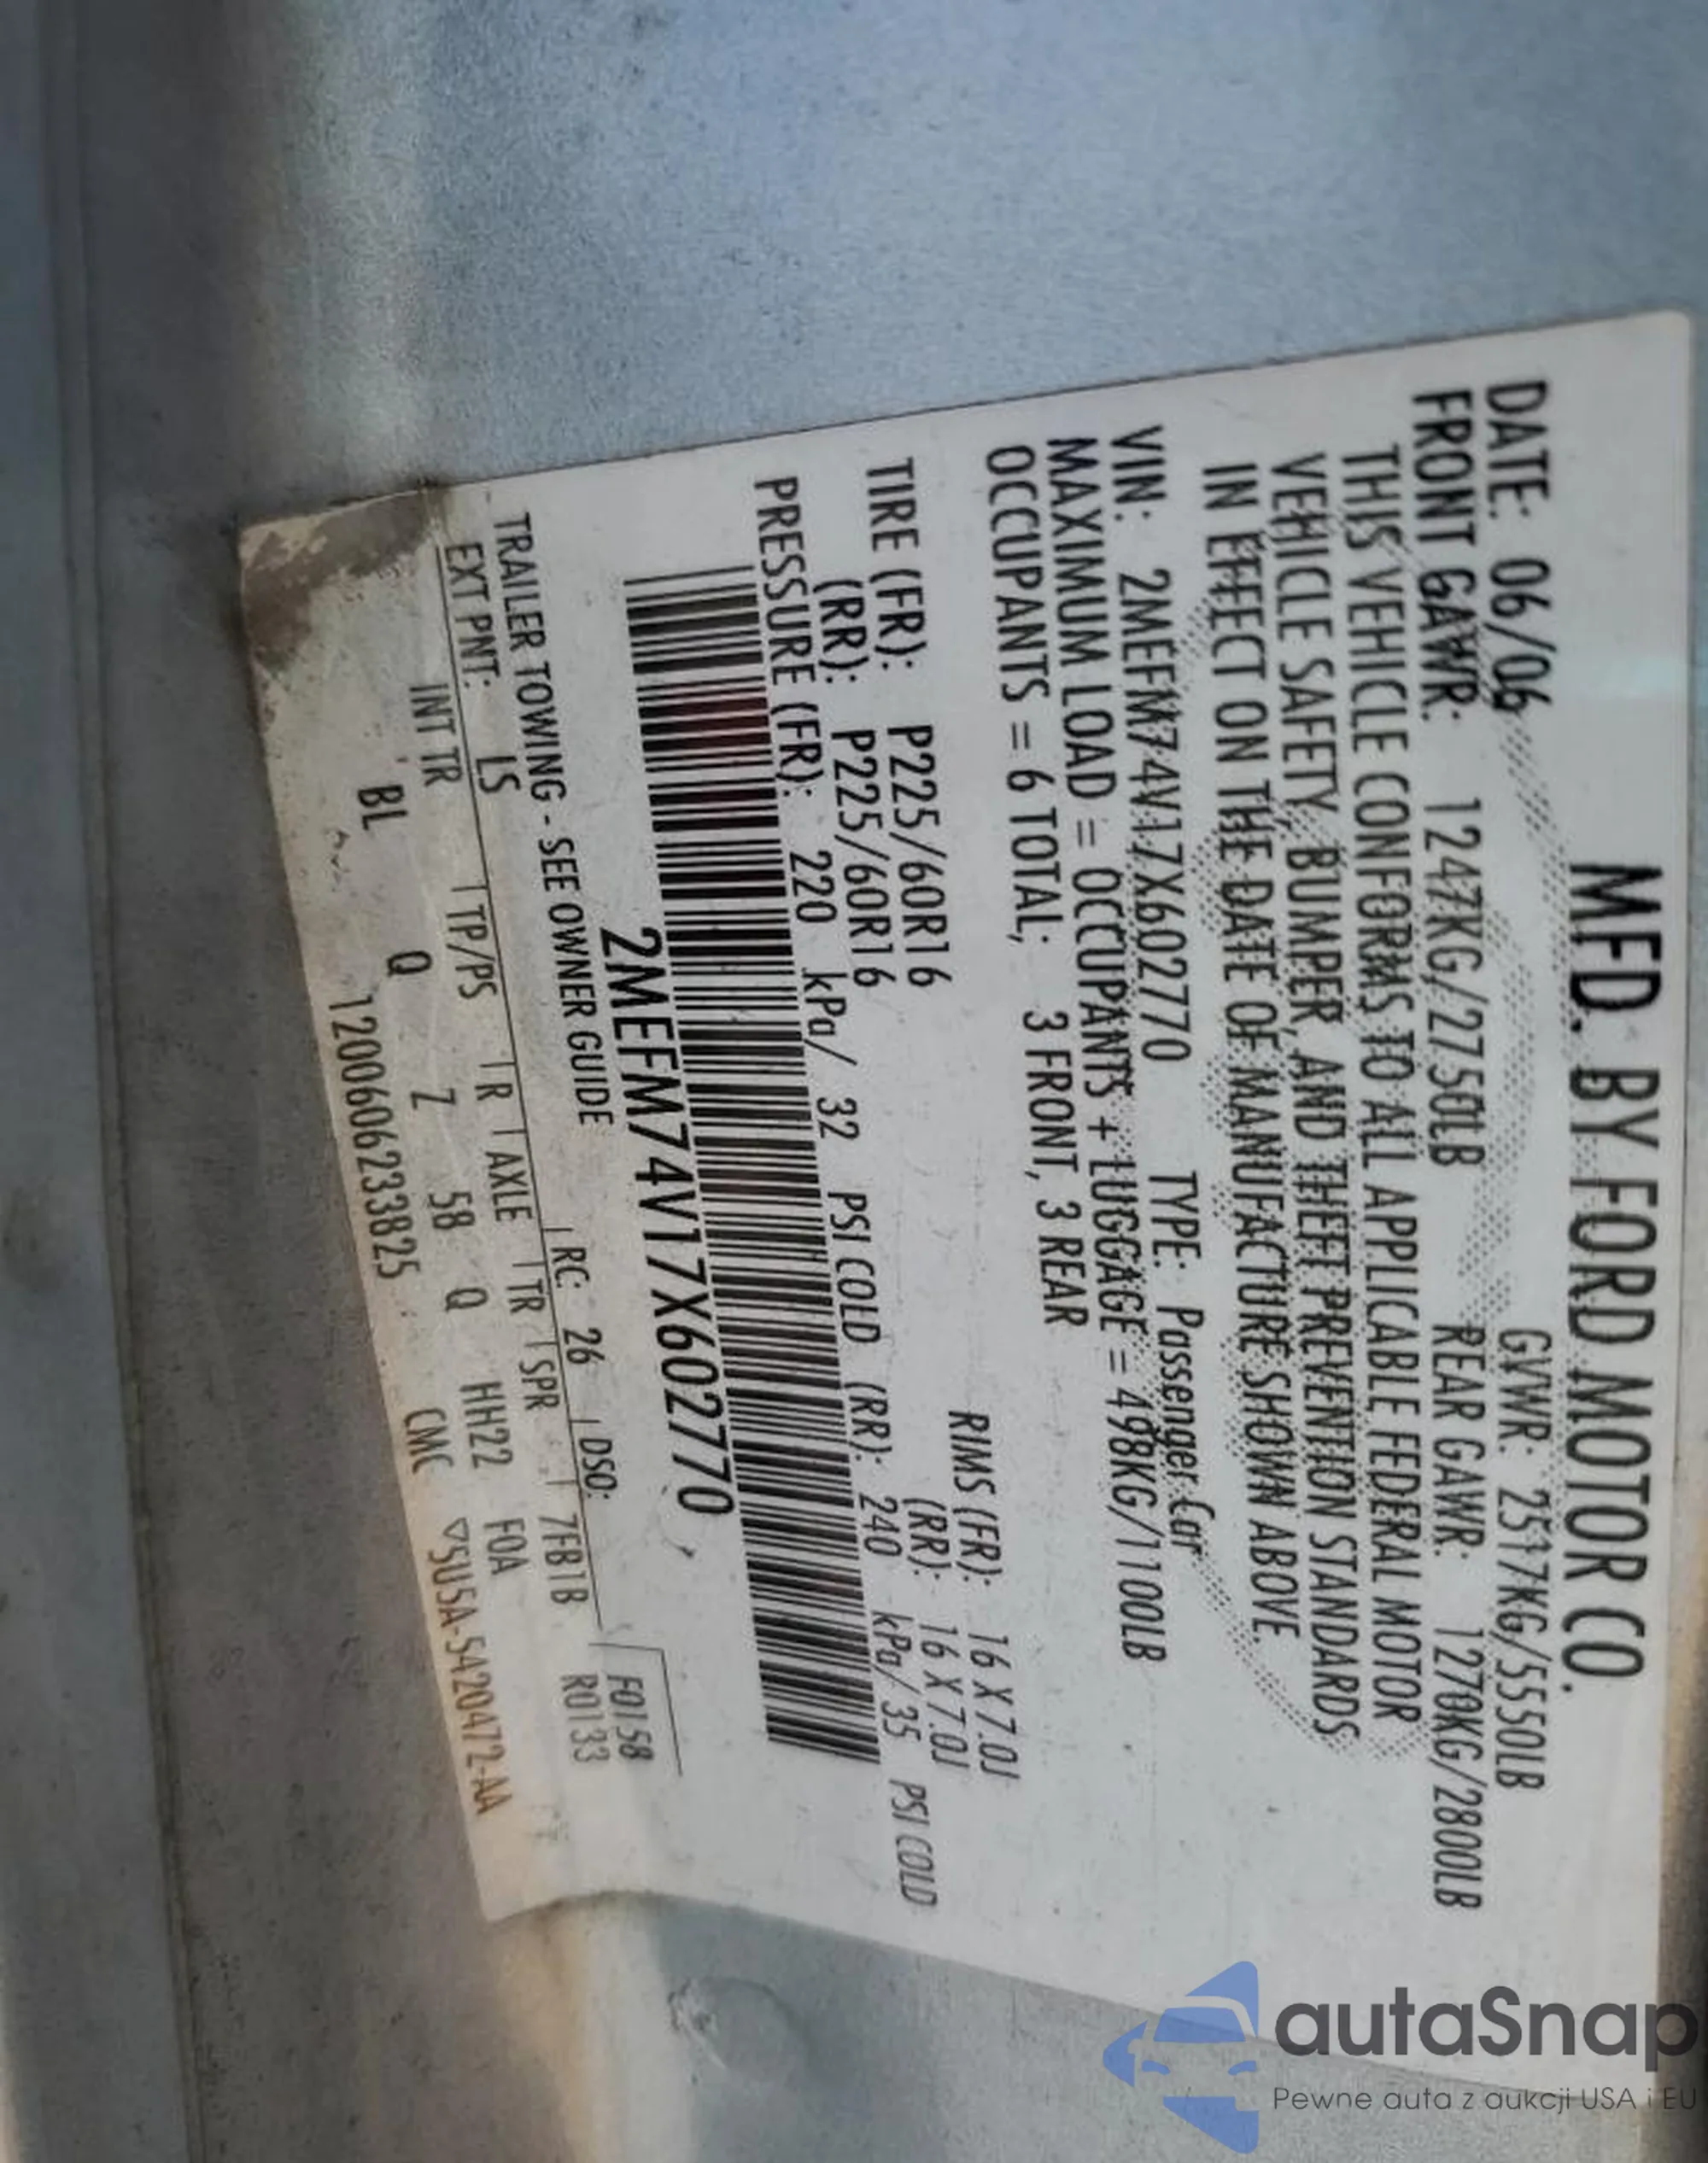 MFD. BY FORD MOTOR CO.
DATE: 06/06 GVWR: 2517KG/5550LB
FRONT GAWR: 1247KG/2750LB REAR GAWR: 1270KG/2800LB
THIS VEHICLE CONFORMS TO ALL APPLICABLE FEDERAL MOTOR
VEHICLE SAFETY, BUMPER, AND THEFT PREVENTION STANDARDS
IN EFFECT ON THE DATE OF MANUFACTURE SHOWN ABOVE.
VIN: 2MEFM74V17X602770 TYPE: Passenger Car
MAXIMUM LOAD = OCCUPANTS + LUGGAGE = 498KG/1100LB
OCCUPANTS = 6 TOTAL; 3 FRONT, 3 REAR
TIRE (FR): P225/60R16 RIMS (FR): 16 X 7.0J
(RR): P225/60R16 (RR): 16 X 7.0J
PRESSURE (FR): 220 kPa/ 32 PSI COLD (RR): 240 kPa/35 PSI COLD
2MEFM74V17X602770
TRAILER TOWING - SEE OWNER GUIDE RC: 26 DSO: F0158
EXT PNT: LS R0133
INT TR TP/PS R AXLE TR SPR 7FB1B
BL Q Z 58 Q HH22 FOA
1200606233825 CMC ▽5U5A-5420472-AA
autaSnap
Pewne auta z aukcji USA i EU